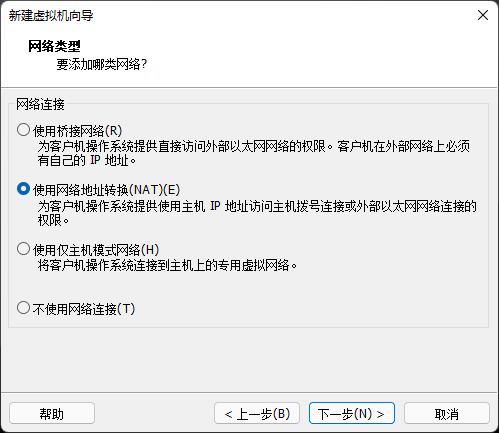 新建虚拟机向导
网络类型
要添加哪类网络?
网络连接
使用桥接网络(R)
为客户机操作系统提供直接访问外部以太网网络的权限。客户机在外部网络上必须
有自己的 IP 地址。
使用网络地址转换(NAT)(E)
为客户机操作系统提供使用主机 IP 地址访问主机拨号连接或外部以太网网络连接的
权限。
使用仅主机模式网络(H)
将客户机操作系统连接到主机上的专用虚拟网络。
不使用网络连接(T)
帮助
< 上一步(B)
下一步(N) >
取消